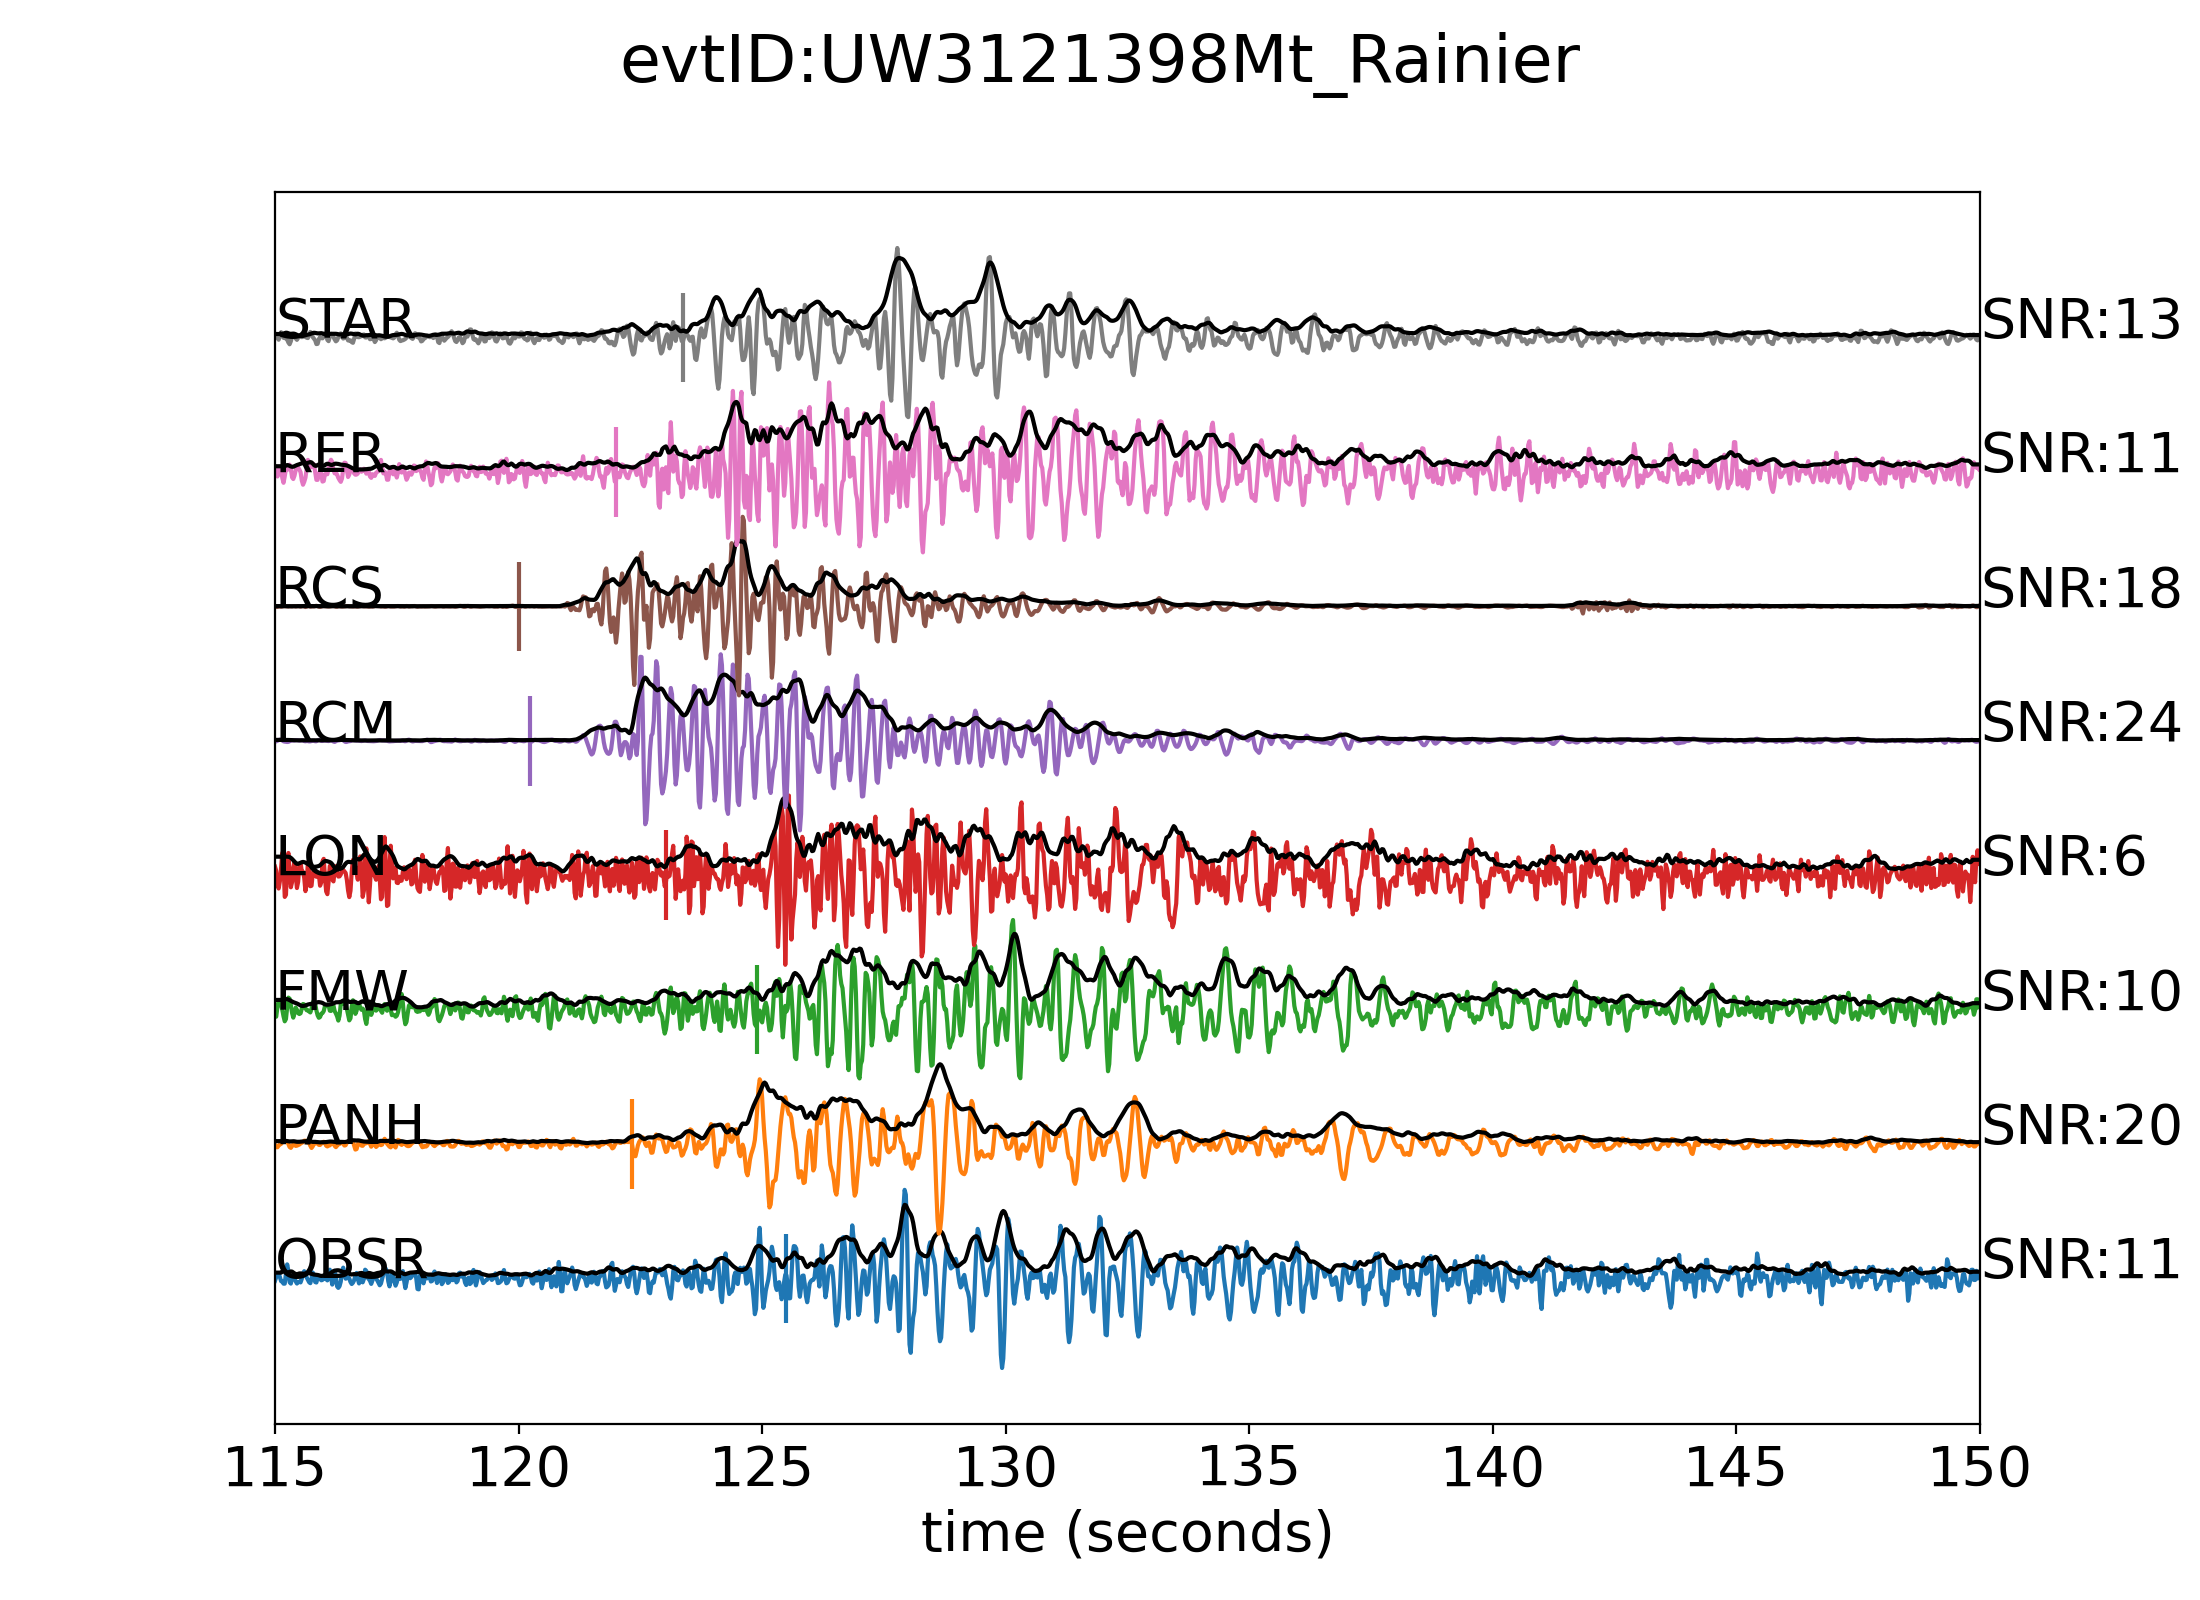 evtID:UW3121398Mt_Rainier
STAR SNR:13
RER SNR:11
RCS SNR:18
RCM SNR:24
LON SNR:6
FMW SNR:10
PANH SNR:20
OBSR SNR:11
115 120 125 130 135 140 145 150
time (seconds)